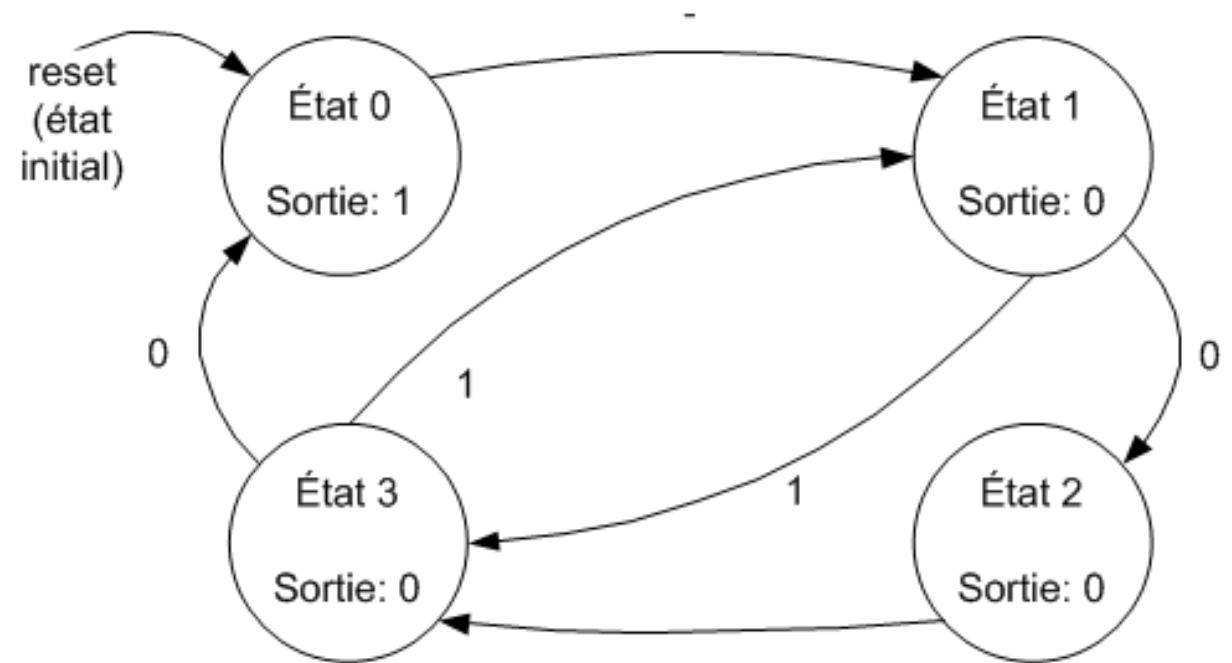 -
reset
(état
initial)
État 0
Sortie: 1
État 1
Sortie: 0
0
1
0
État 3
Sortie: 0
1
État 2
Sortie: 0